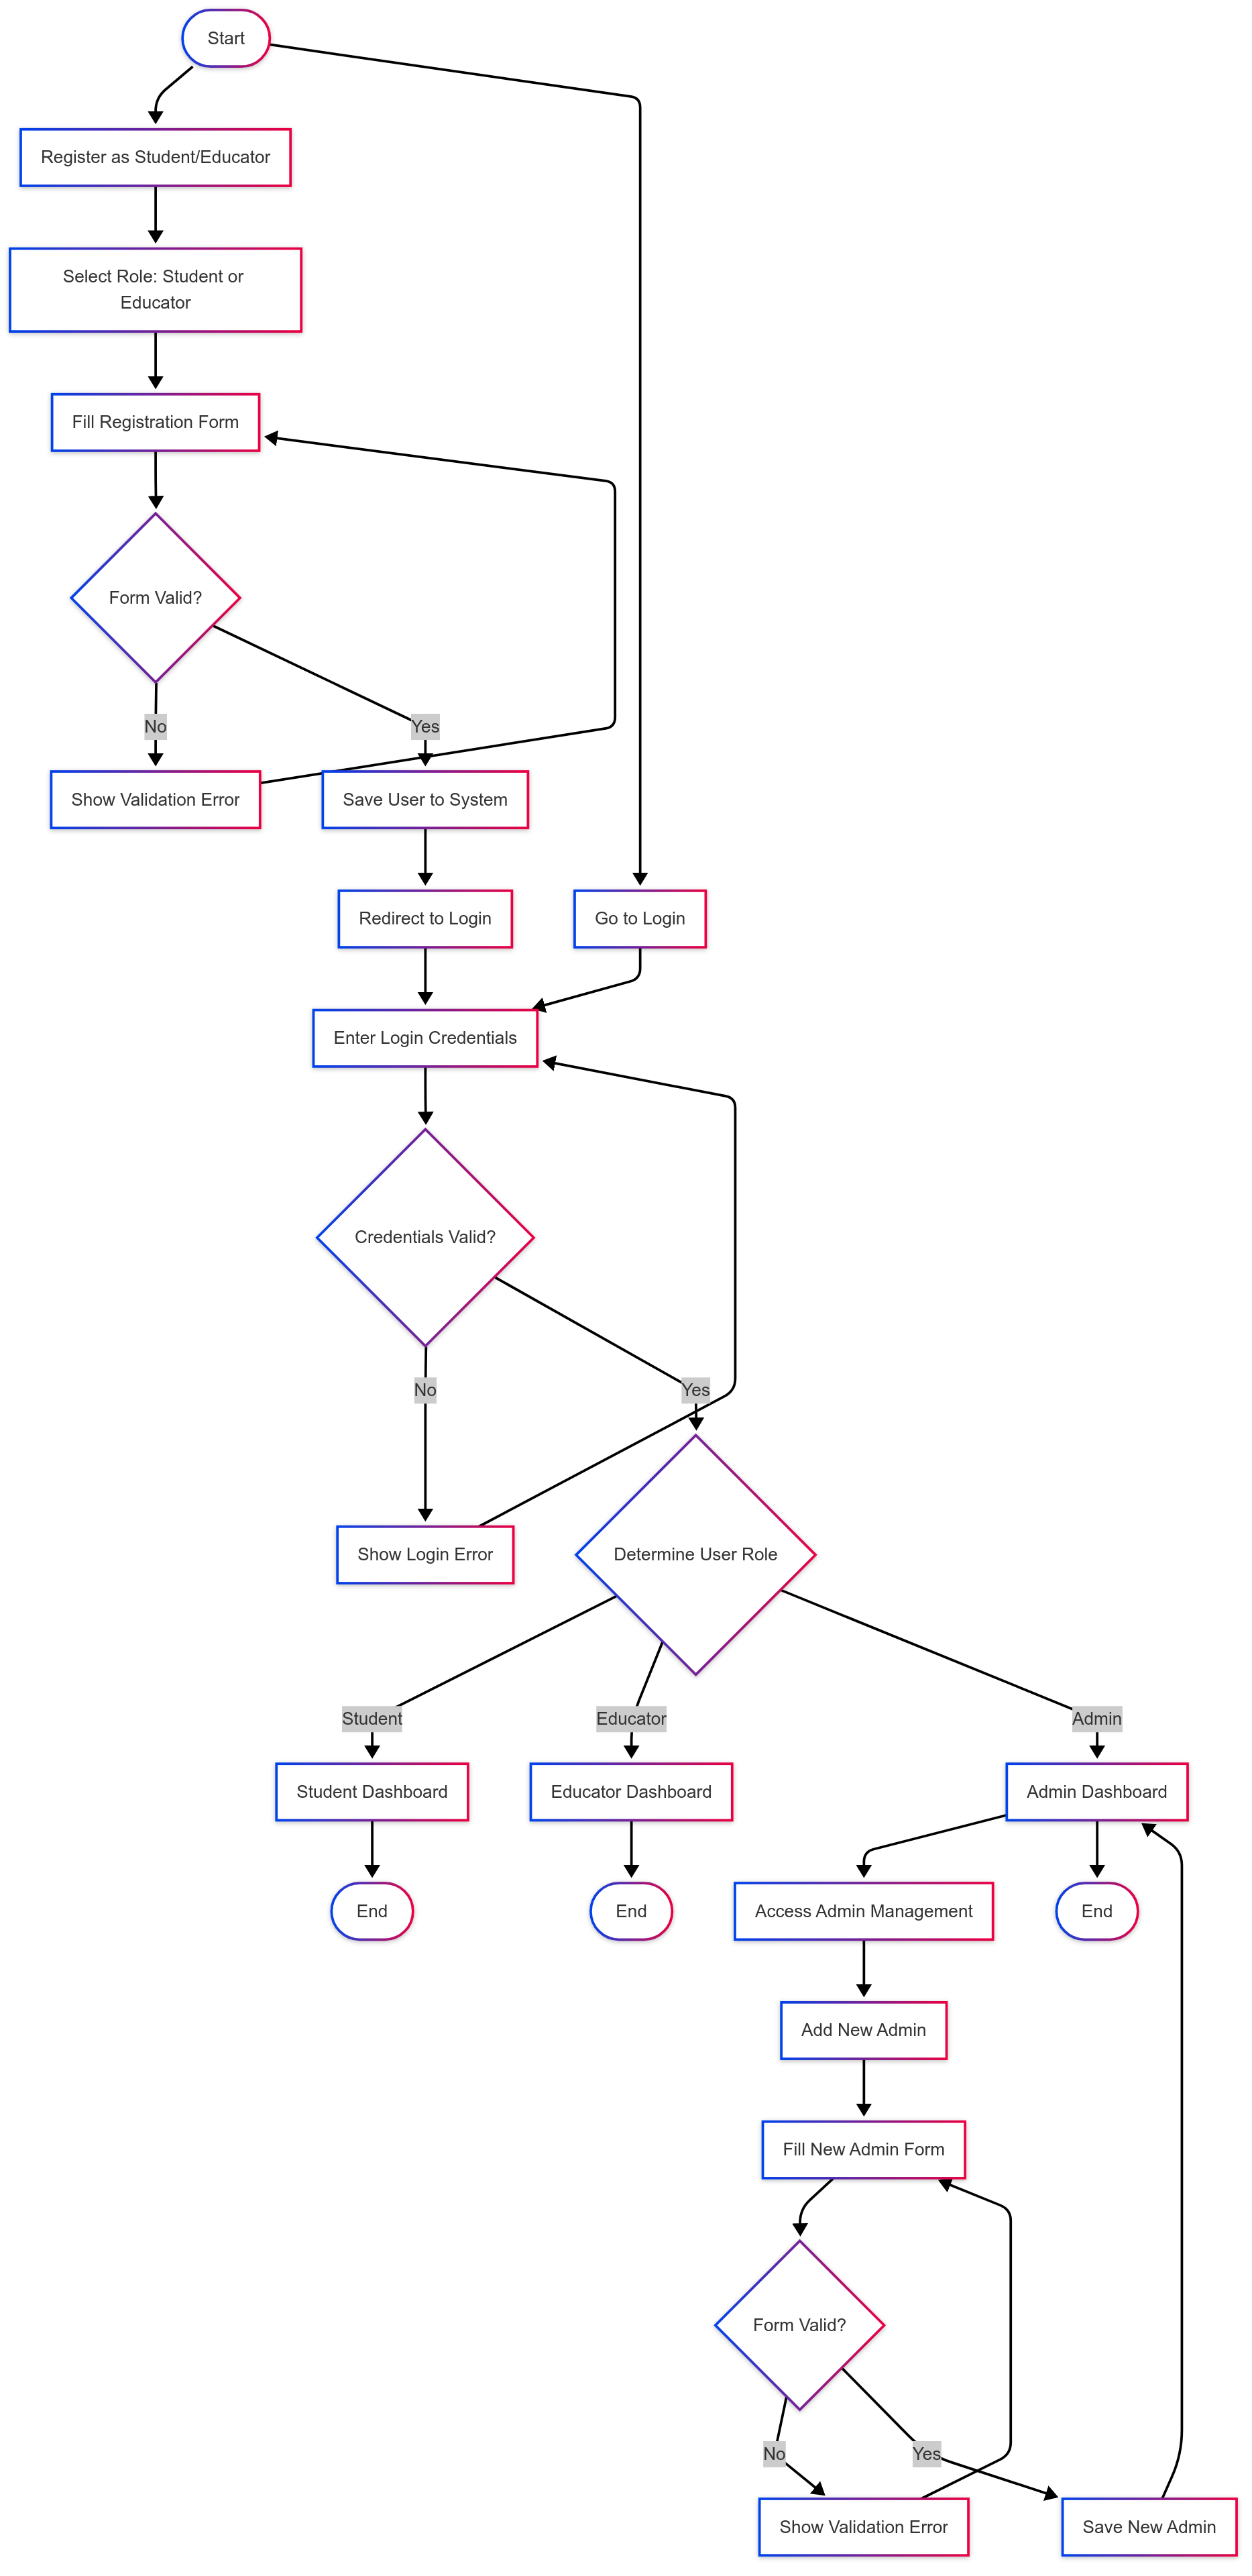 Start
Register as Student/Educator
Select Role: Student or
Educator
Fill Registration Form
Form Valid?
No
Yes
Show Validation Error
Save User to System
Redirect to Login
Go to Login
Enter Login Credentials
Credentials Valid?
No
Yes
Show Login Error
Determine User Role
Student
Educator
Admin
Student Dashboard
Educator Dashboard
Admin Dashboard
End
End
Access Admin Management
End
Add New Admin
Fill New Admin Form
Form Valid?
No
Yes
Show Validation Error
Save New Admin